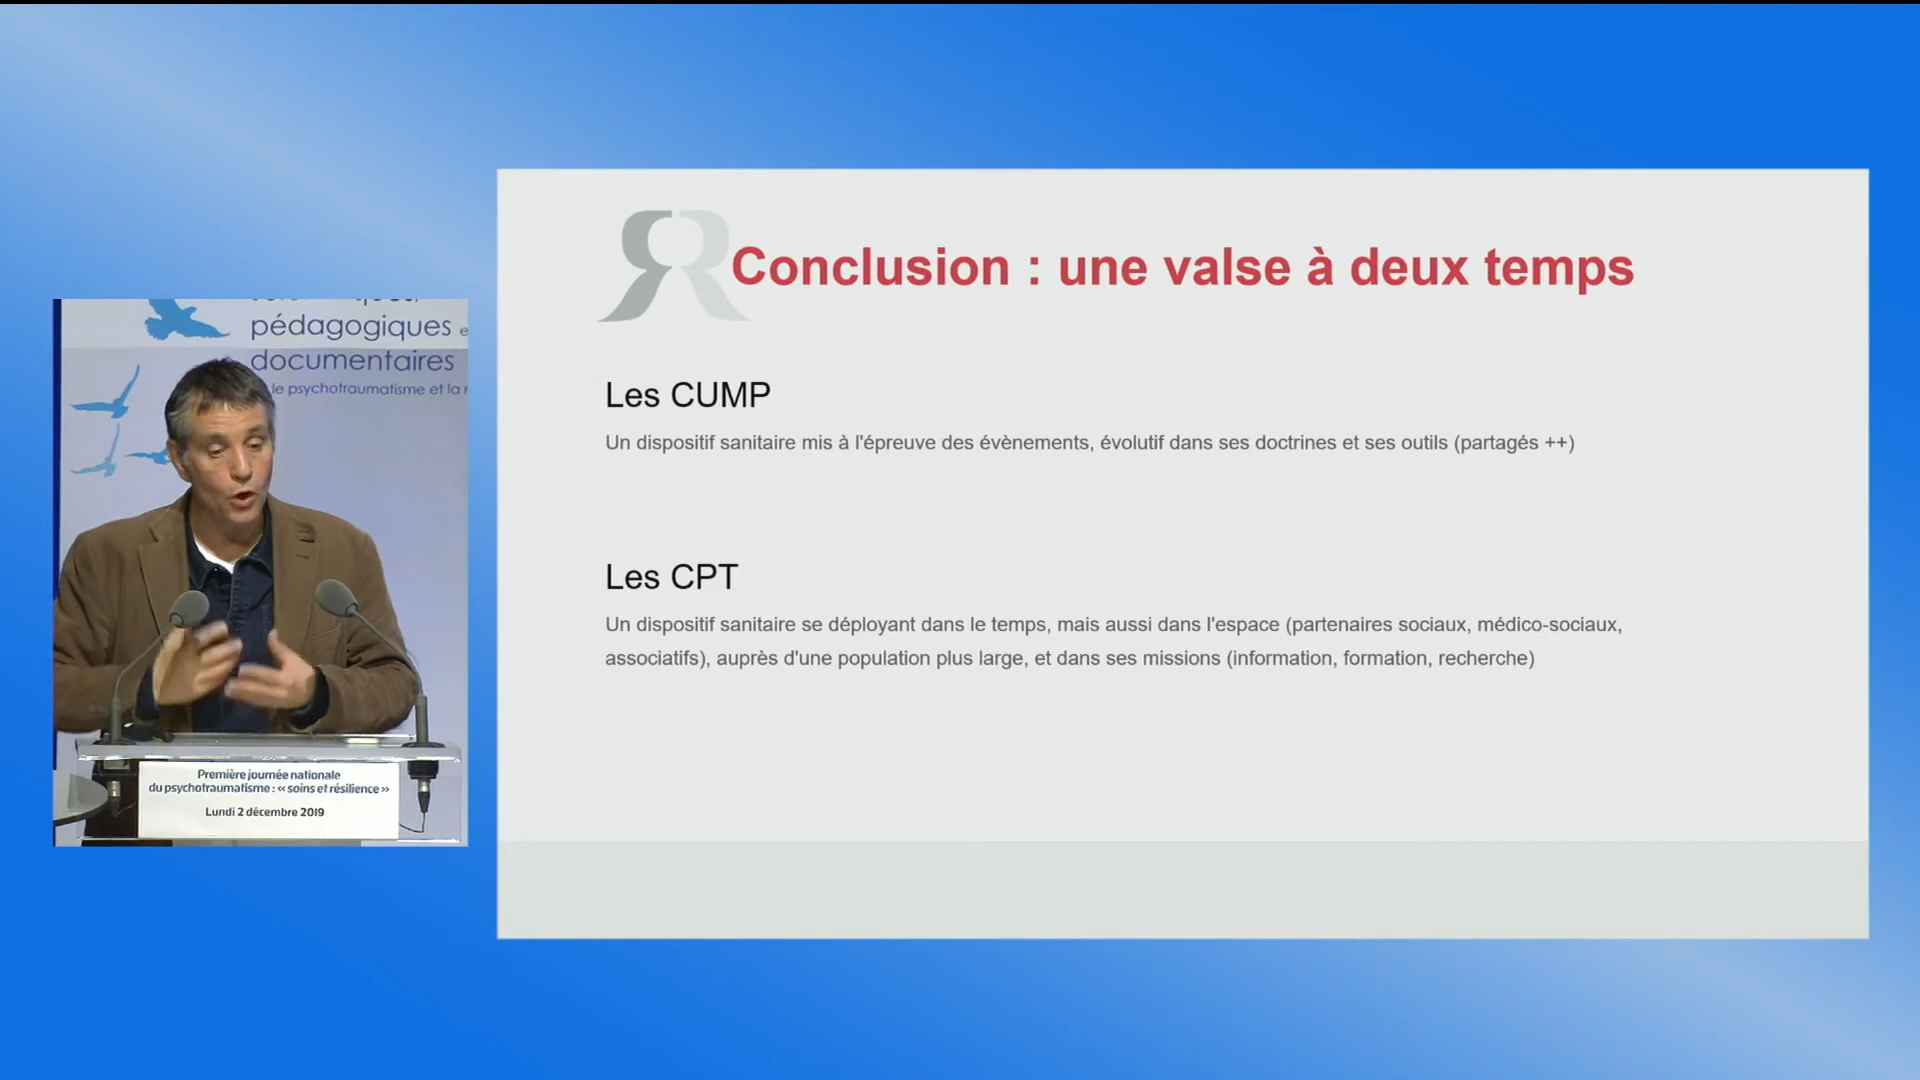 pédagogiques
documentaires
le psychotraumatisme et la
Première journée nationale
du psychotraumatisme : « soins et résilience »
Lundi 2 décembre 2019
Conclusion : une valse à deux temps
Les CUMP
Un dispositif sanitaire mis à l'épreuve des évènements, évolutif dans ses doctrines et ses outils (partagés ++)
Les CPT
Un dispositif sanitaire se déployant dans le temps, mais aussi dans l'espace (partenaires sociaux, médico-sociaux,
associatifs), auprès d'une population plus large, et dans ses missions (information, formation, recherche)